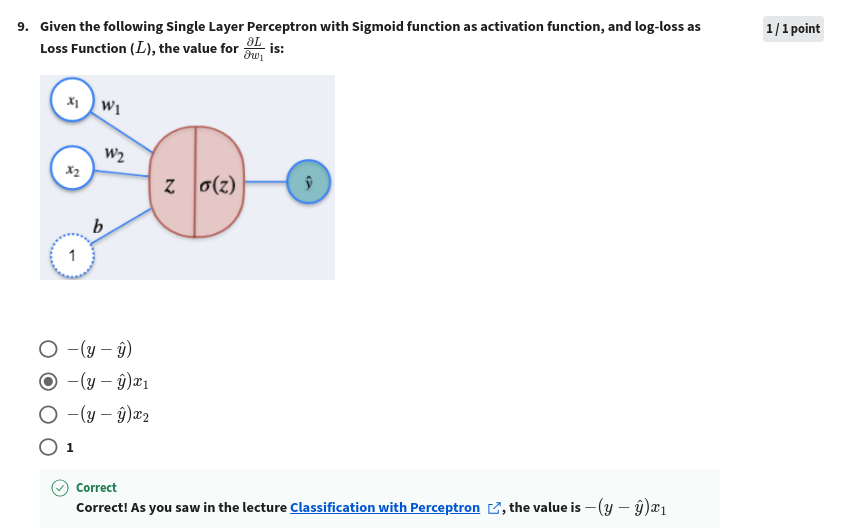 9. Given the following Single Layer Perceptron with Sigmoid function as activation function, and log-loss as
1 / 1 point
Loss Function (L), the value for ∂L/∂w₁ is:
x₁ w₁
w₂
x₂
z σ(z) ŷ
b
1
−(y − ŷ)
−(y − ŷ)x₁
−(y − ŷ)x₂
1
Correct
Correct! As you saw in the lecture Classification with Perceptron , the value is −(y − ŷ)x₁